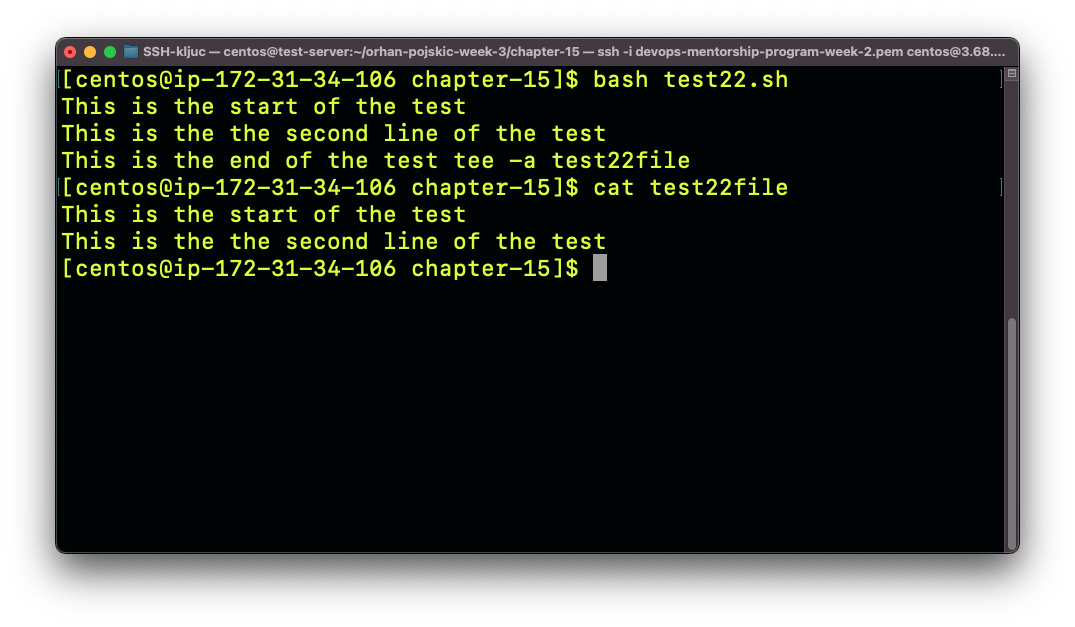 SSH-kljuc — centos@test-server:~/orhan-pojskic-week-3/chapter-15 — ssh -i devops-mentorship-program-week-2.pem centos@3.68....
[centos@ip-172-31-34-106 chapter-15]$ bash test22.sh
This is the start of the test
This is the the second line of the test
This is the end of the test tee -a test22file
[centos@ip-172-31-34-106 chapter-15]$ cat test22file
This is the start of the test
This is the the second line of the test
[centos@ip-172-31-34-106 chapter-15]$